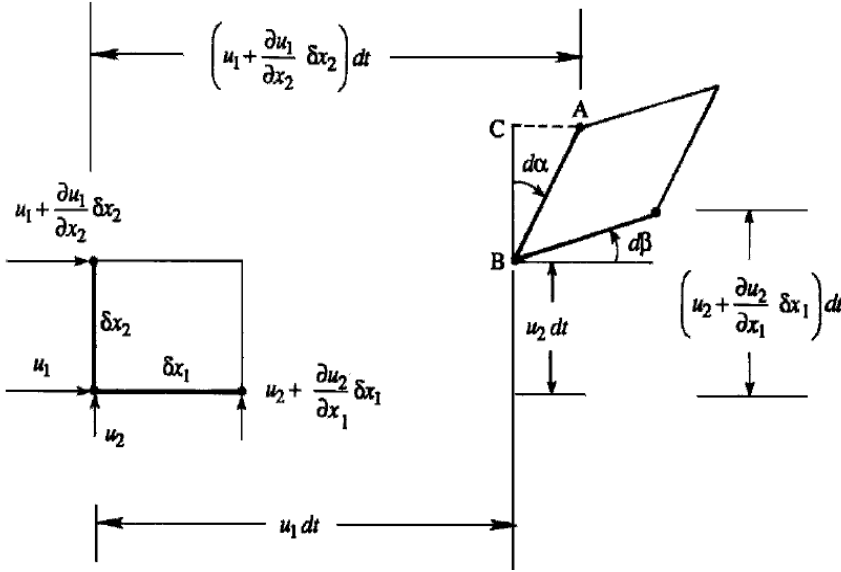 (u₁ + ∂u₁/∂x₂ δx₂) dt
C A
dα
u₁ + ∂u₁/∂x₂ δx₂
B dβ
(u₂ + ∂u₂/∂x₁ δx₁) dt
δx₂
u₂ dt
u₁ δx₁
u₂ + ∂u₂/∂x₁ δx₁
u₂
u₁ dt